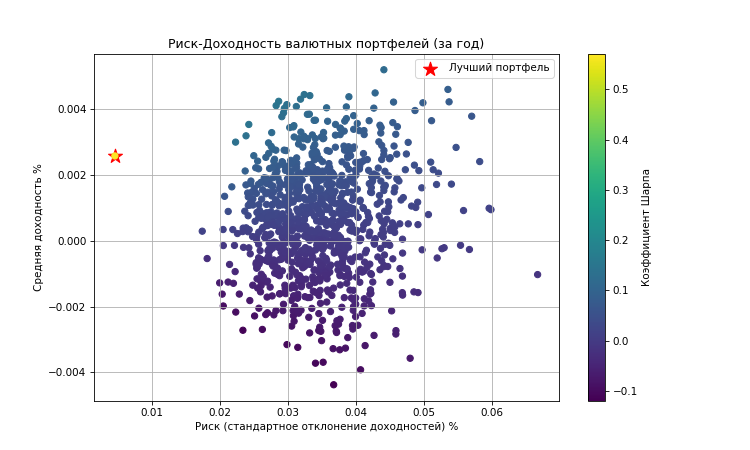 Риск-Доходность валютных портфелей (за год)
Лучший портфель
Средняя доходность %
0.004
0.002
0.000
−0.002
−0.004
0.01 0.02 0.03 0.04 0.05 0.06
Риск (стандартное отклонение доходностей) %
0.5
0.4
0.3
0.2
0.1
0.0
−0.1
Коэффициент Шарпа